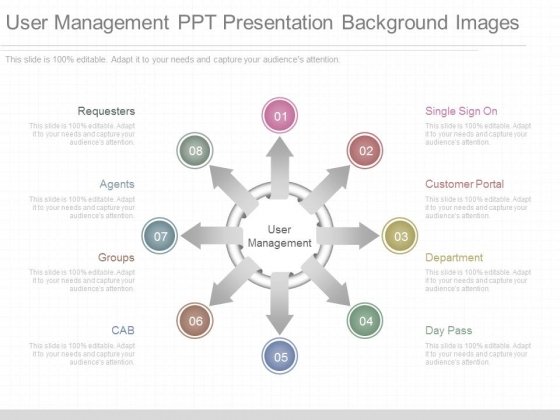 User Management PPT Presentation Background Images
This slide is 100% editable. Adapt it to your needs and capture your audience's attention.
Requesters
This slide is 100% editable. Adapt
it to your needs and capture your
audience's attention.
Agents
This slide is 100% editable. Adapt
it to your needs and capture your
audience's attention.
Groups
This slide is 100% editable. Adapt
it to your needs and capture your
audience's attention.
CAB
This slide is 100% editable. Adapt
it to your needs and capture your
audience's attention.
01
02
03
04
05
06
07
08
User
Management
Single Sign On
This slide is 100% editable. Adapt
it to your needs and capture your
audience's attention.
Customer Portal
This slide is 100% editable. Adapt
it to your needs and capture your
audience's attention.
Department
This slide is 100% editable. Adapt
it to your needs and capture your
audience's attention.
Day Pass
This slide is 100% editable. Adapt
it to your needs and capture your
audience's attention.